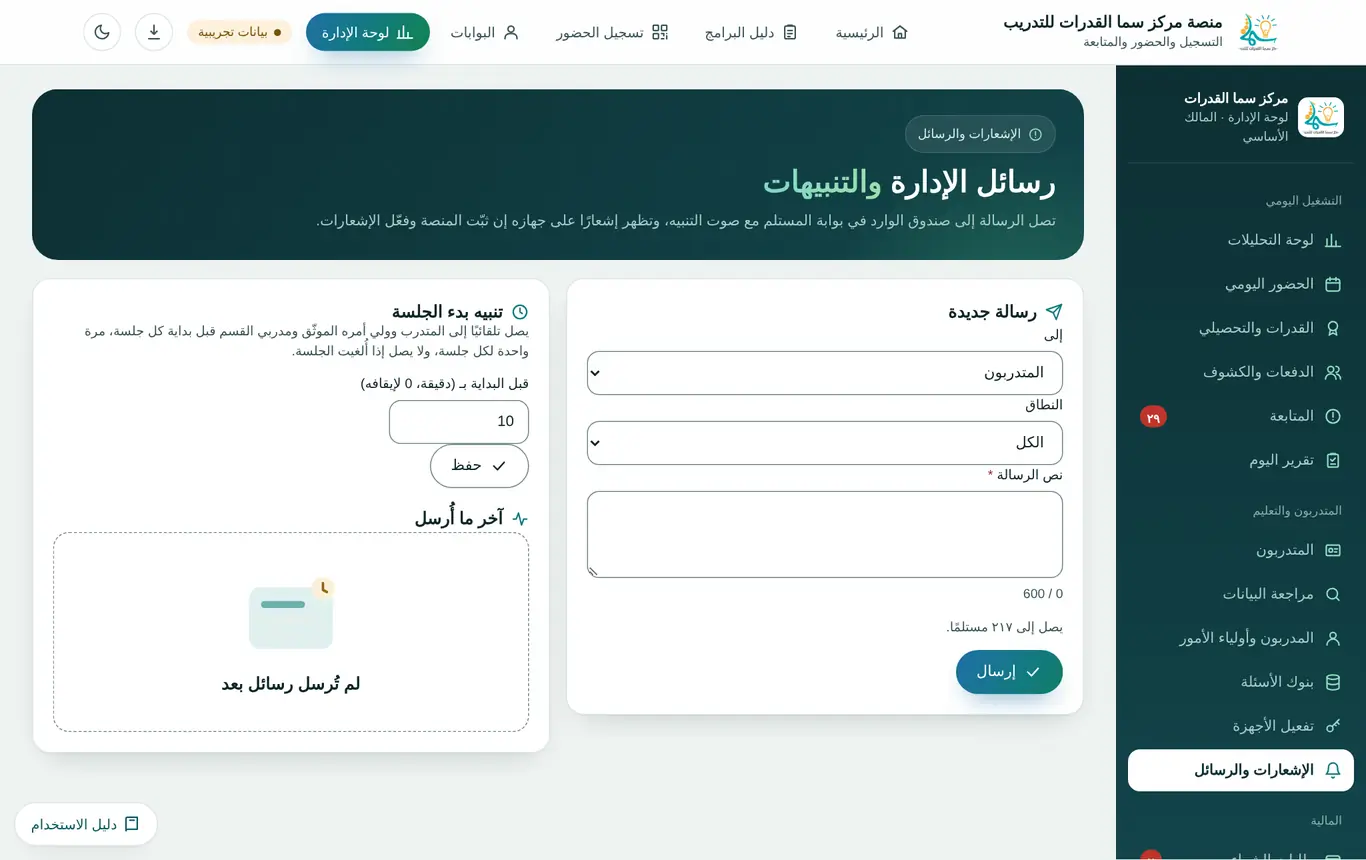 منصة مركز سما القدرات للتدريب
التسجيل والحضور والمتابعة
الرئيسية
دليل البرامج
تسجيل الحضور
البوابات
لوحة الإدارة
بيانات تجريبية
مركز سما القدرات
لوحة الإدارة · المالك
الأساسي
التشغيل اليومي
لوحة التحليلات
الحضور اليومي
القدرات والتحصيلي
الدفعات والكشوف
المتابعة
٢٩
تقرير اليوم
المتدربون والتعليم
المتدربون
مراجعة البيانات
المدربون وأولياء الأمور
بنوك الأسئلة
تفعيل الأجهزة
الإشعارات والرسائل
المالية
الإشعارات والرسائل
رسائل الإدارة والتنبيهات
تصل الرسالة إلى صندوق الوارد في بوابة المستلم مع صوت التنبيه، وتظهر إشعارًا على جهازه إن ثبّت المنصة وفعّل الإشعارات.
رسالة جديدة
إلى
المتدربون
النطاق
الكل
نص الرسالة *
0 / 600
يصل إلى ٢١٧ مستلمًا.
إرسال
تنبيه بدء الجلسة
يصل تلقائيًا إلى المتدرب وولي أمره الموثّق ومدربي القسم قبل بداية كل جلسة، مرة
واحدة لكل جلسة، ولا يصل إذا أُلغيت الجلسة.
قبل البداية بـ (دقيقة، 0 لإيقافه)
10
حفظ
آخر ما أُرسل
لم تُرسل رسائل بعد
دليل الاستخدام